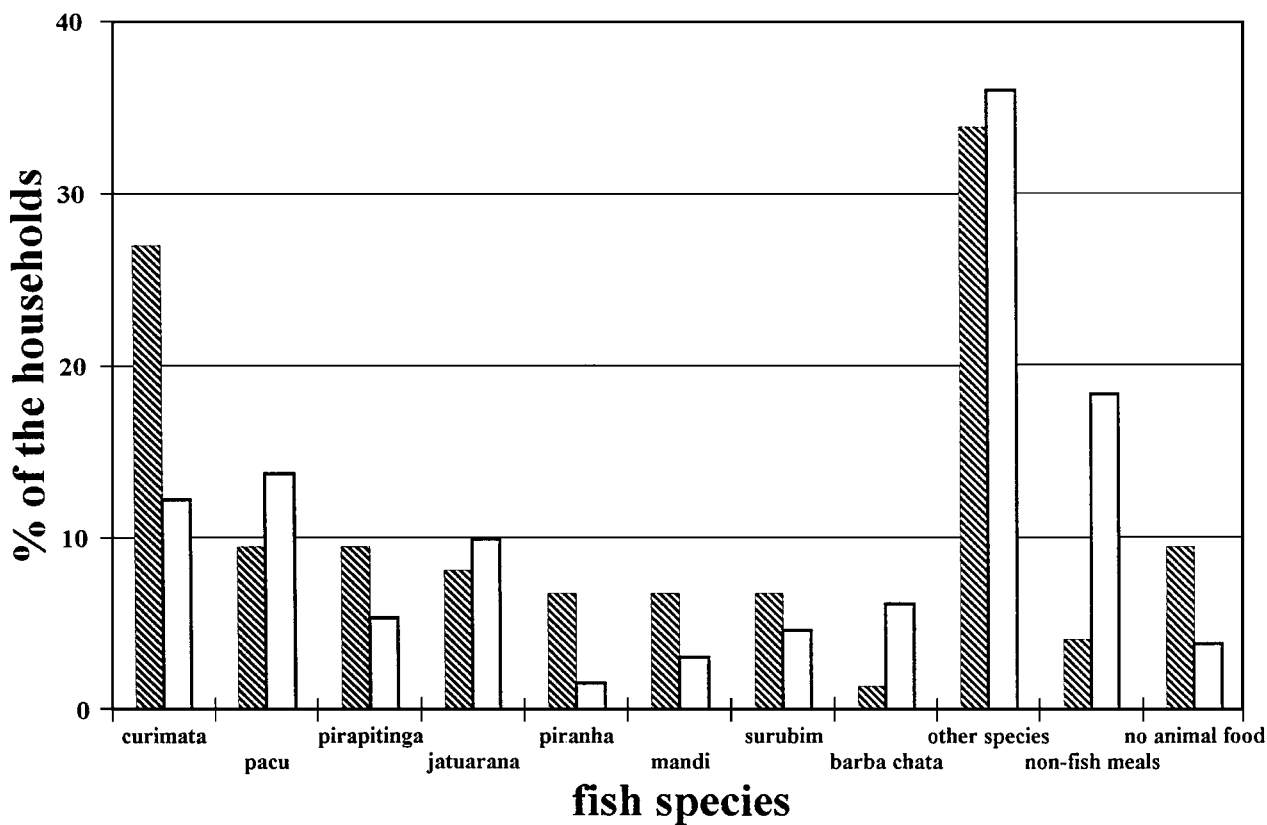 40
30
20
10
0
% of the households
curimata
pacu
pirapitinga
jatuarana
piranha
mandi
surubim
barba chata
other species
non-fish meals
no animal food
fish species